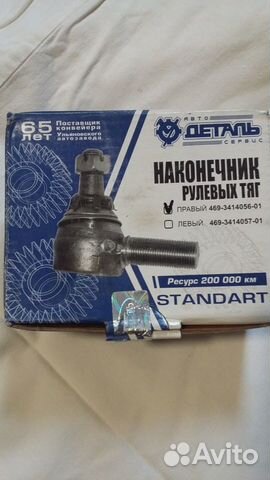 65 лет
Поставщик
конвейера
Ульяновского
автозавода
АВТО
ДЕТАЛЬ
СЕРВИС
НАКОНЕЧНИК
РУЛЕВЫХ ТЯГ
ПРАВЫЙ 469-3414056-01
ЛЕВЫЙ 469-3414057-01
Ресурс 200 000 км
STANDART
Avito